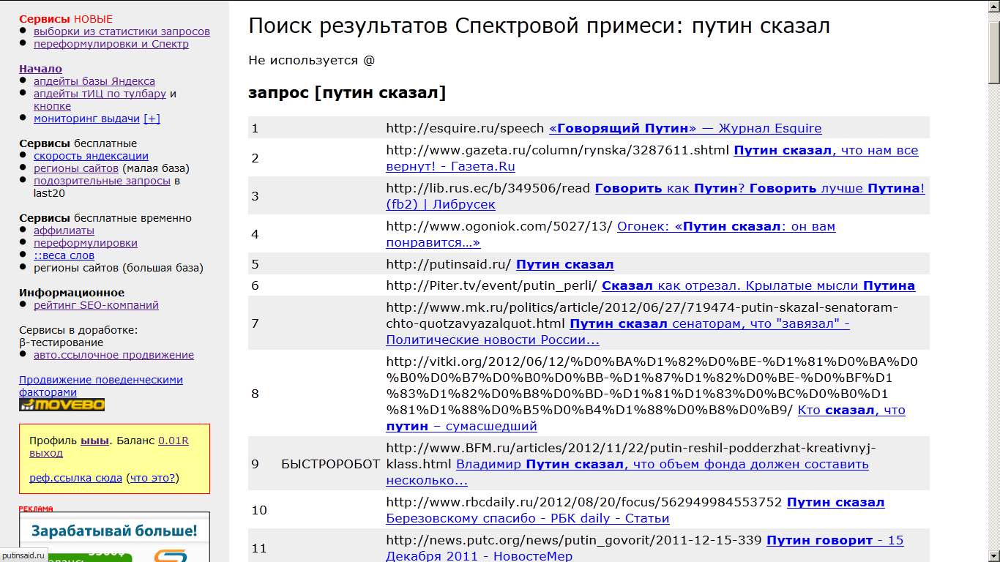 Сервисы НОВЫЕ
выборки из статистики запросов
переформулировки и Спектр
Начало
апдейты базы Яндекса
апдейты тИЦ по тулбару и
кнопке
мониторинг выдачи [+]
Сервисы бесплатные
скорость яндексации
регионы сайтов (малая база)
подозрительные запросы в
last20
Сервисы бесплатные временно
аффилиаты
переформулировки
::веса слов
регионы сайтов (большая база)
Информационное
рейтинг SEO-компаний
Сервисы в доработке:
β-тестирование
авто.ссылочное продвижение
Продвижение поведенческими
факторами
MOVEBO
Профиль ыыы. Баланс 0.01R
выход
реф.ссылка сюда (что это?)
РЕКЛАМА
Зарабатывай больше!
putinsaid.ru
Поиск результатов Спектровой примеси: путин сказал
Не используется @
запрос [путин сказал]
1 http://esquire.ru/speech «Говорящий Путин» — Журнал Esquire
2 http://www.gazeta.ru/column/rynska/3287611.shtml Путин сказал, что нам все
вернут! - Газета.Ru
3 http://lib.rus.ec/b/349506/read Говорить как Путин? Говорить лучше Путина!
(fb2) | Либрусек
4 http://www.ogoniok.com/5027/13/ Огонек: «Путин сказал: он вам
понравится…»
5 http://putinsaid.ru/ Путин сказал
6 http://Piter.tv/event/putin_perli/ Сказал как отрезал. Крылатые мысли Путина
7 http://www.mk.ru/politics/article/2012/06/27/719474-putin-skazal-senatoram-
chto-quotzavyazalquot.html Путин сказал сенаторам, что "завязал" -
Политические новости России...
8 http://vitki.org/2012/06/12/%D0%BA%D1%82%D0%BE-%D1%81%D0%BA%D0
%B0%D0%B7%D0%B0%D0%BB-%D1%87%D1%82%D0%BE-%D0%BF%D1
%83%D1%82%D0%B8%D0%BD-%D1%81%D1%83%D0%BC%D0%B0%D1
%81%D1%88%D0%B5%D0%B4%D1%88%D0%B8%D0%B9/ Кто сказал, что
путин – сумасшедший
9 БЫСТРОРОБОТ http://www.BFM.ru/articles/2012/11/22/putin-reshil-podderzhat-kreativnyj-
klass.html Владимир Путин сказал, что объем фонда должен составить
несколько...
10 http://www.rbcdaily.ru/2012/08/20/focus/562949984553752 Путин сказал
Березовскому спасибо - РБК daily - Статьи
11 http://news.putc.org/news/putin_govorit/2011-12-15-339 Путин говорит - 15
Декабря 2011 - НовостеМер